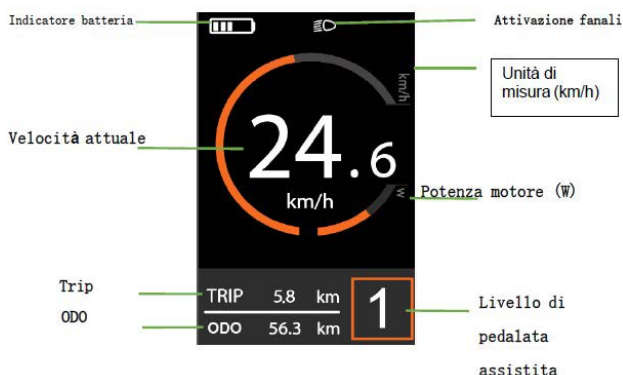 Indicatore batteria
Attivazione fanali
km/h
Unità di
misura (km/h)
Velocità attuale
24.6
km/h
W
Potenza motore (W)
Trip
TRIP 5,8 km
ODO
ODO 56.3 km
1
Livello di
pedalata
assistita